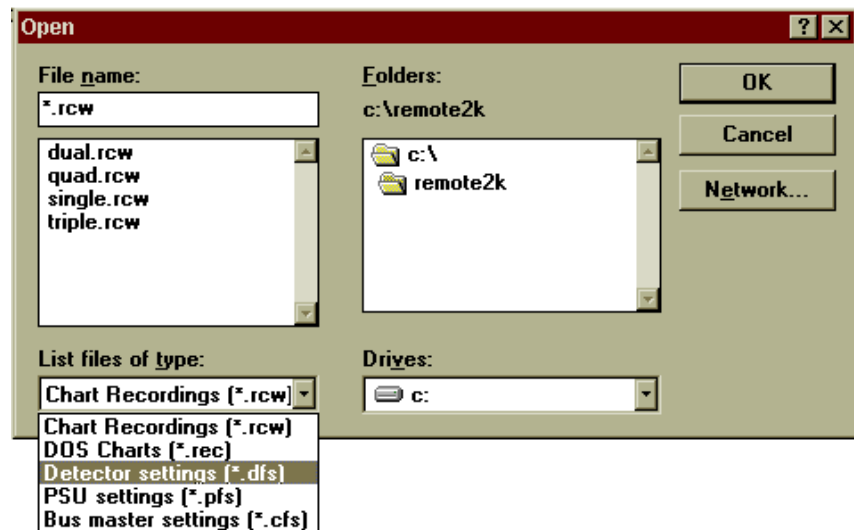 Open
File name:
*.rcw
dual.rcw
quad.rcw
single.rcw
triple.rcw
List files of type:
Chart Recordings (*.rcw)
Chart Recordings (*.rcw)
DOS Charts (*.rec)
Detector settings (*.dfs)
PSU settings (*.pfs)
Bus master settings (*.cfs)
Folders:
c:\remote2k
c:\
remote2k
Drives:
c:
OK
Cancel
Network...